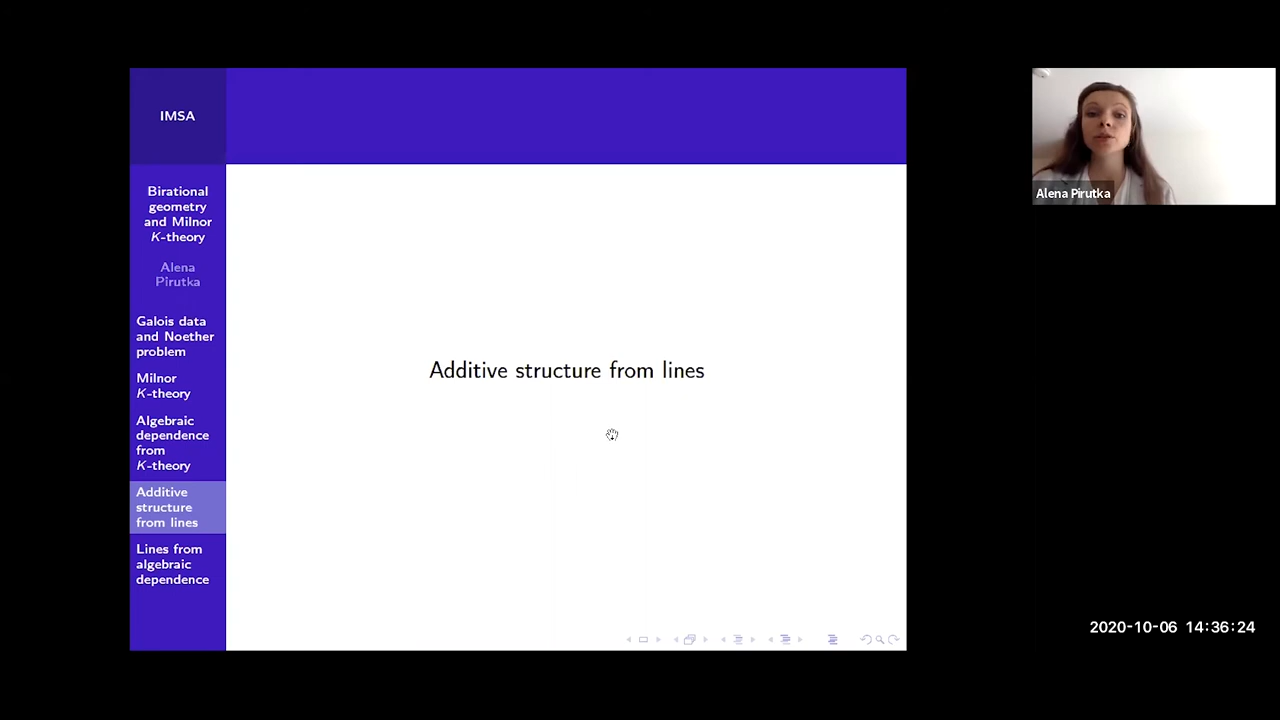 IMSA
Birational
geometry
and Milnor
K-theory
Alena
Pirutka
Galois data
and Noether
problem
Milnor
K-theory
Algebraic
dependence
from
K-theory
Additive
structure
from lines
Lines from
algebraic
dependence
Additive structure from lines
Alena Pirutka
2020-10-06 14:36:24